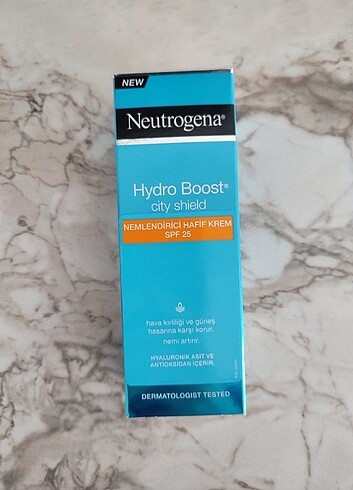 NEW
Neutrogena®
Hydro Boost®
city shield
NEMLENDİRİCİ HAFİF KREM
SPF 25
hava kirliliği ve güneş
hasarına karşı korur,
nemi artırır.
HYALURONİK ASİT VE
ANTİOKSİDAN İÇERİR.
DERMATOLOGIST TESTED